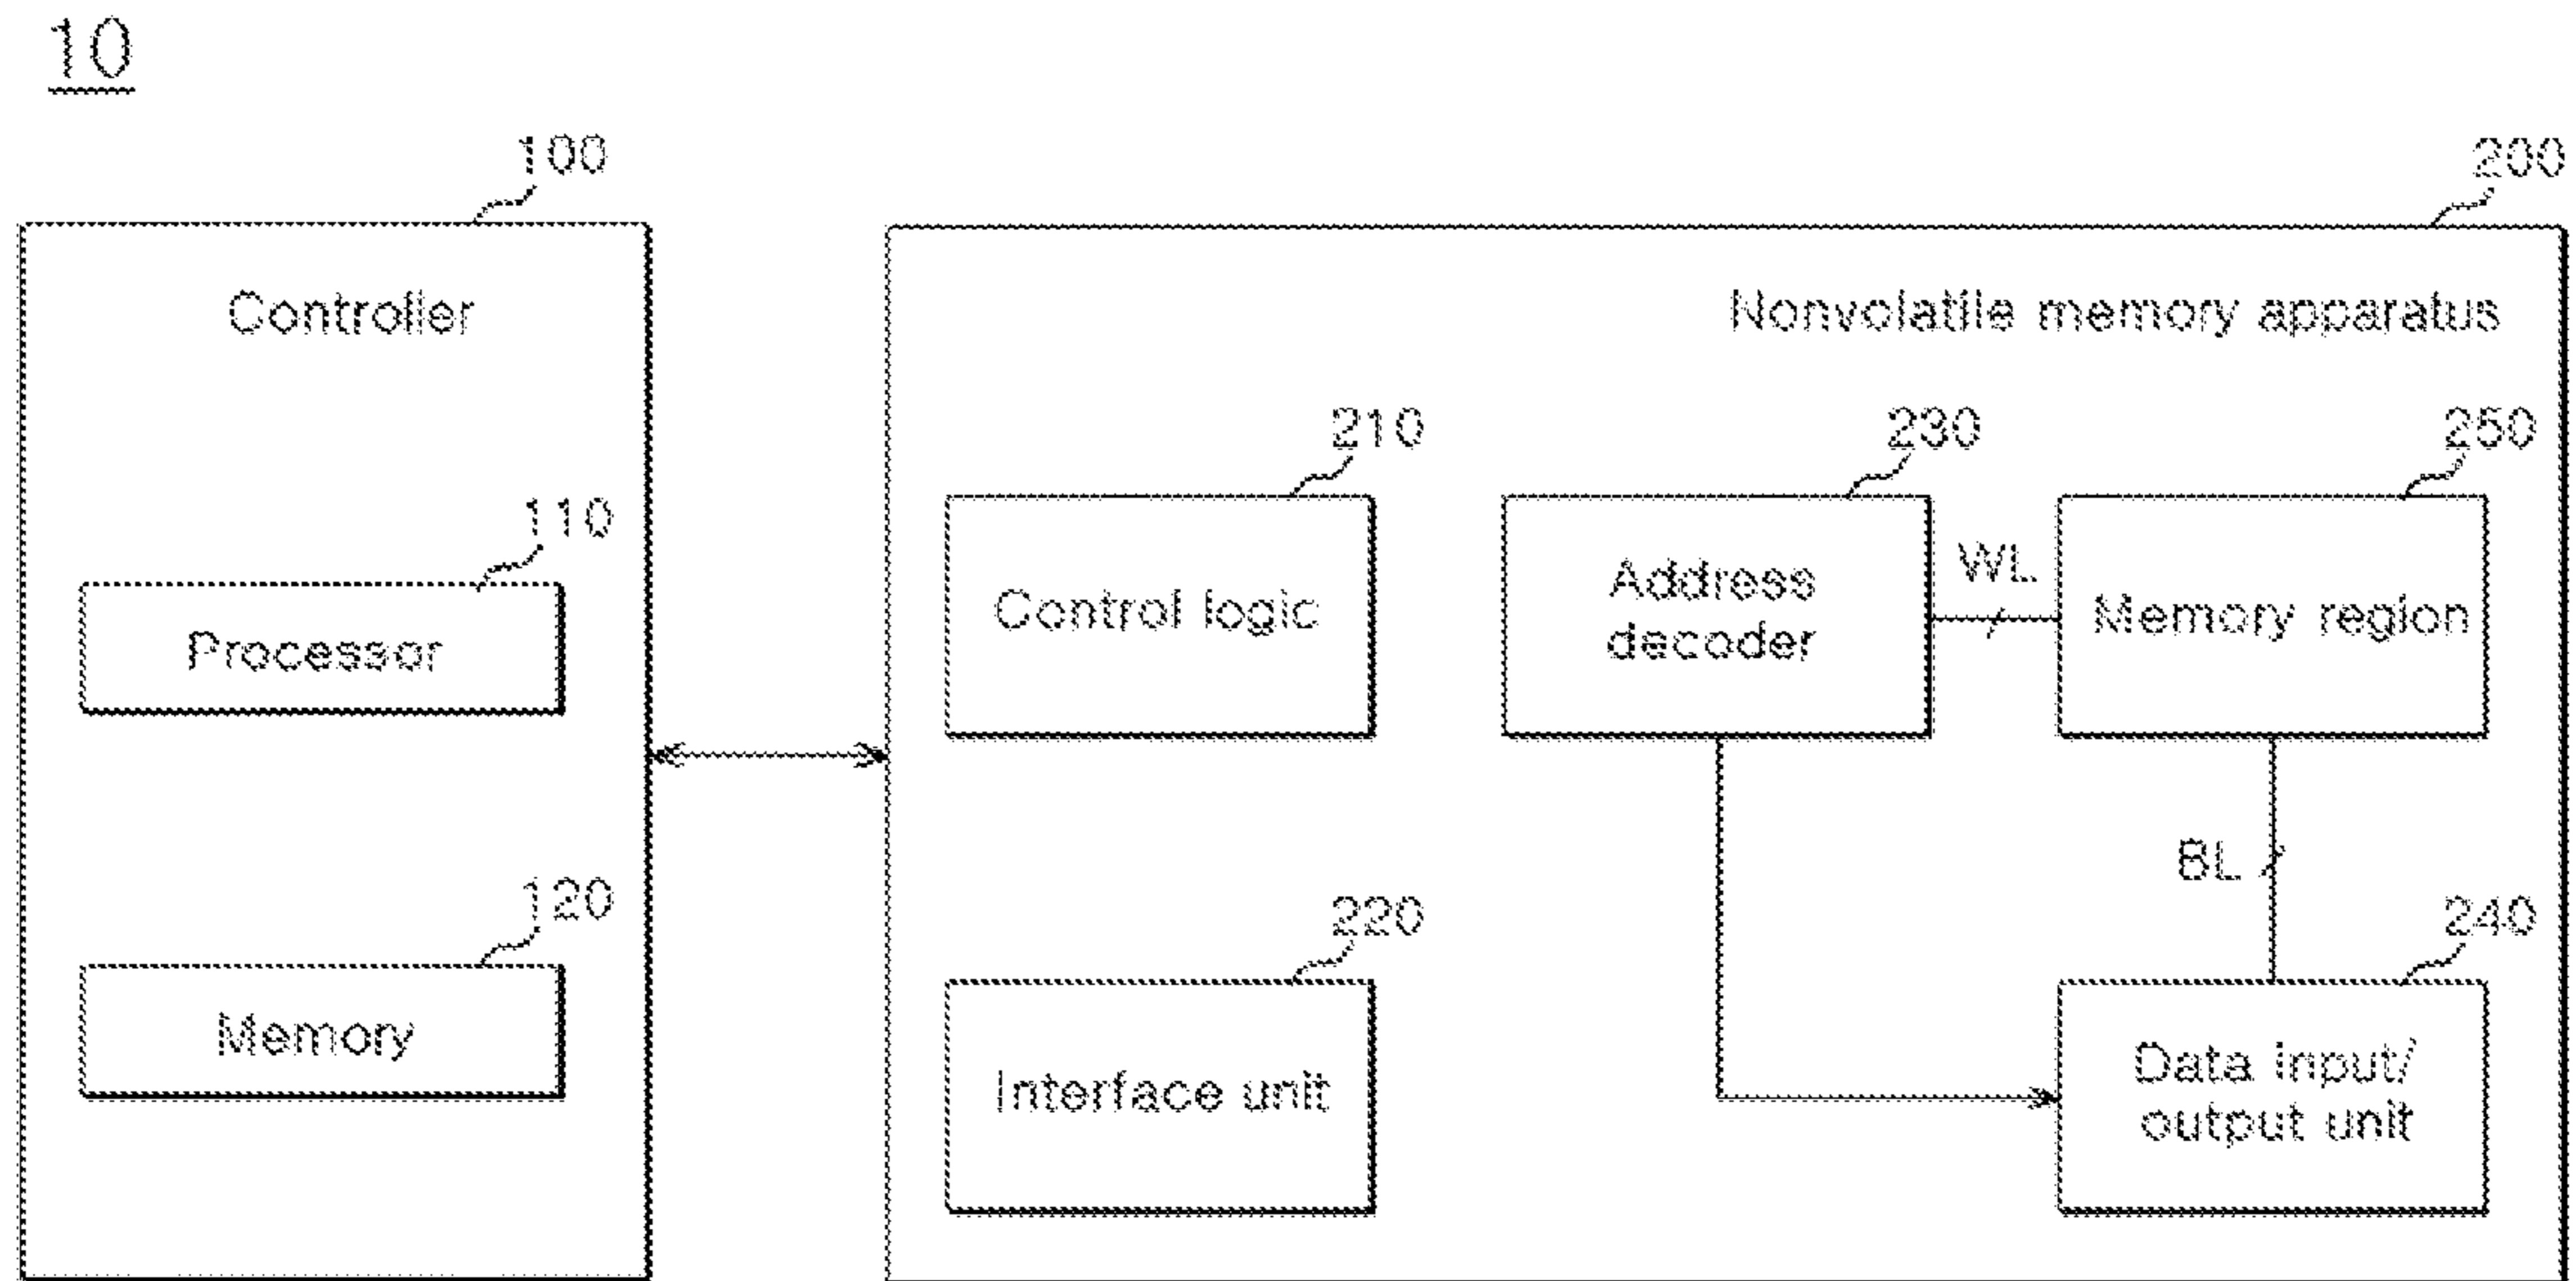 10
100
200
Controller
Nonvolatile memory apparatus
210
230
250
110
Control logic
Address
decoder
WL
Memory region
Processor
BL
120
220
240
Memory
Interface unit
Data input/
output unit